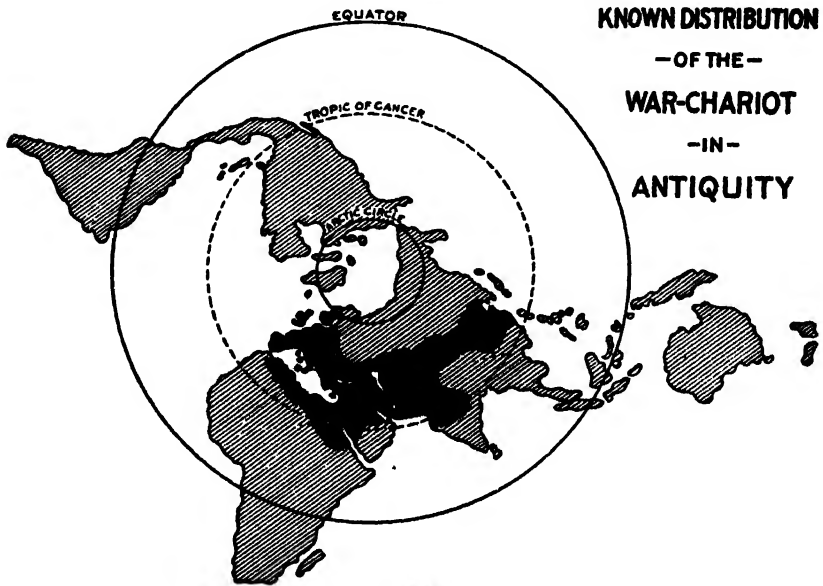 EQUATOR
KNOWN DISTRIBUTION
-OF THE-
WAR-CHARIOT
-IN-
ANTIQUITY
TROPIC OF CANCER
ARCTIC CIRCLE